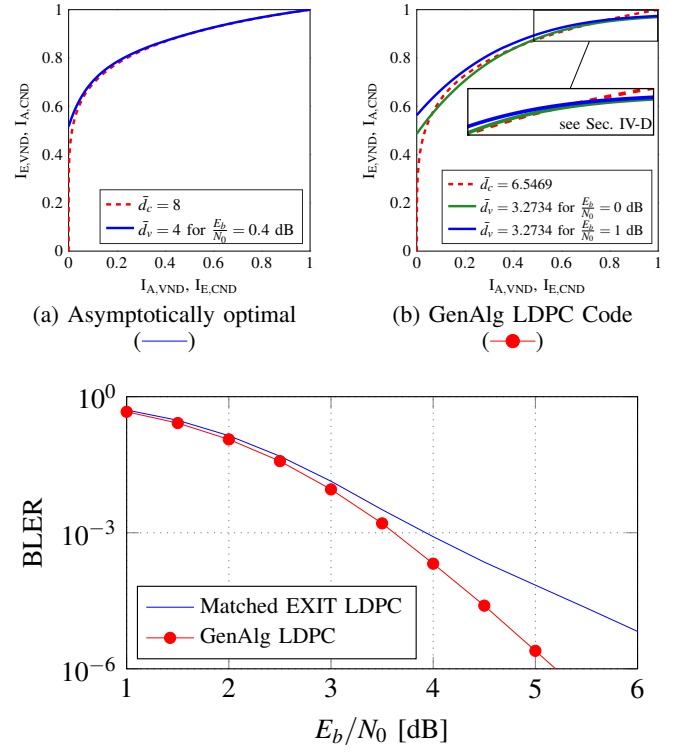 I_E,VND, I_A,CND
1
0.8
0.6
0.4
0.2
0
0 0.2 0.4 0.6 0.8 1
d̄_c = 8
d̄_v = 4 for E_b/N_0 = 0.4 dB
I_A,VND, I_E,CND
(a) Asymptotically optimal
(——)
I_E,VND, I_A,CND
1
0.8
0.6
0.4
0.2
0
0 0.2 0.4 0.6 0.8 1
see Sec. IV-D
d̄_c = 6.5469
d̄_v = 3.2734 for E_b/N_0 = 0 dB
d̄_v = 3.2734 for E_b/N_0 = 1 dB
I_A,VND, I_E,CND
(b) GenAlg LDPC Code
(—●—)
BLER
10^0
10^−3
10^−6
Matched EXIT LDPC
GenAlg LDPC
1 2 3 4 5 6
E_b/N_0 [dB]